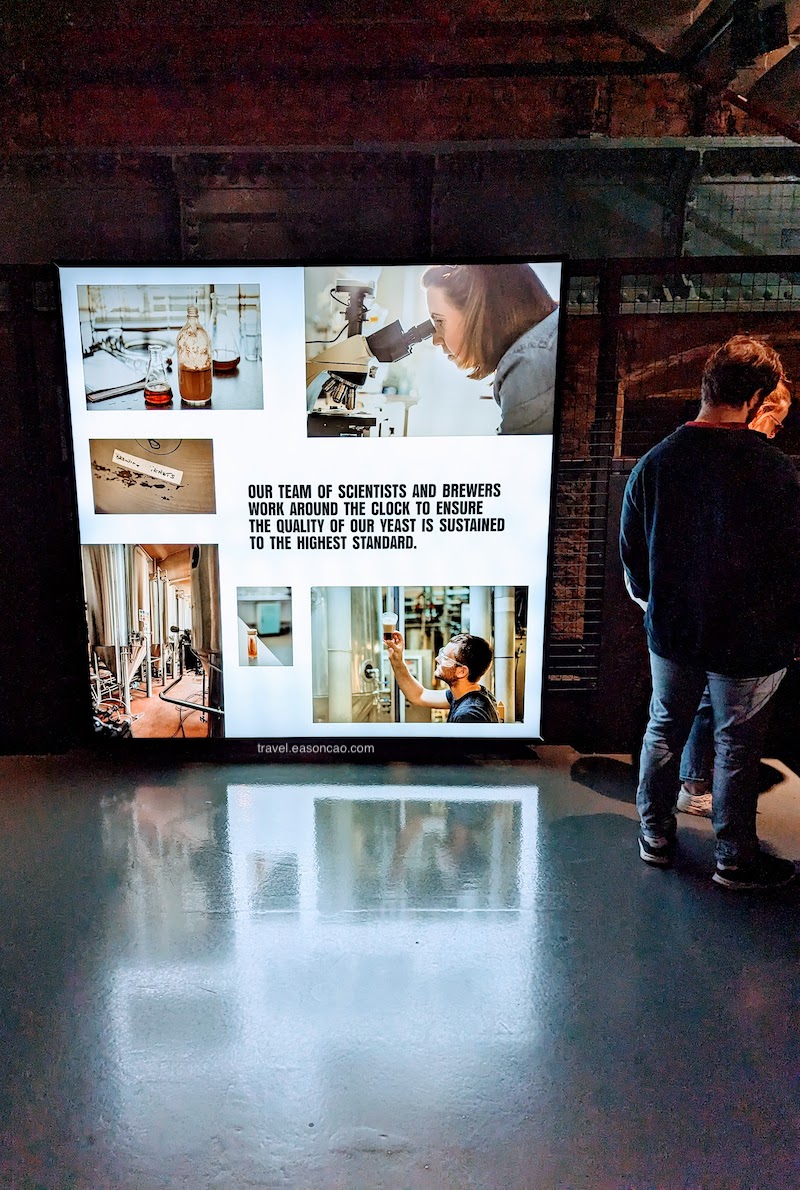 BREWING
OUR TEAM OF SCIENTISTS AND BREWERS
WORK AROUND THE CLOCK TO ENSURE
THE QUALITY OF OUR YEAST IS SUSTAINED
TO THE HIGHEST STANDARD.
travel.easoncao.com